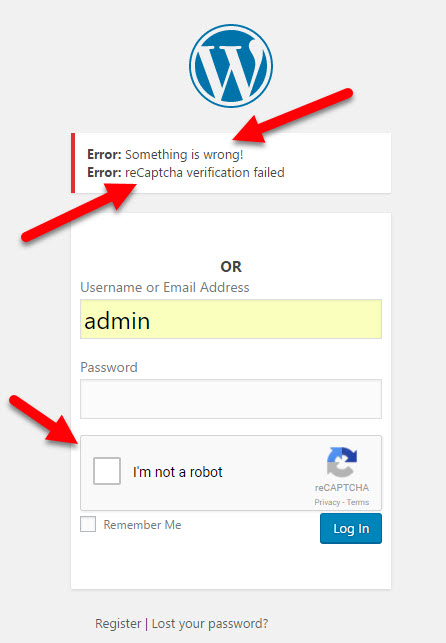 Error: Something is wrong!
Error: reCaptcha verification failed
OR
Username or Email Address
admin
Password
I'm not a robot
reCAPTCHA
Privacy - Terms
Remember Me
Log In
Register | Lost your password?